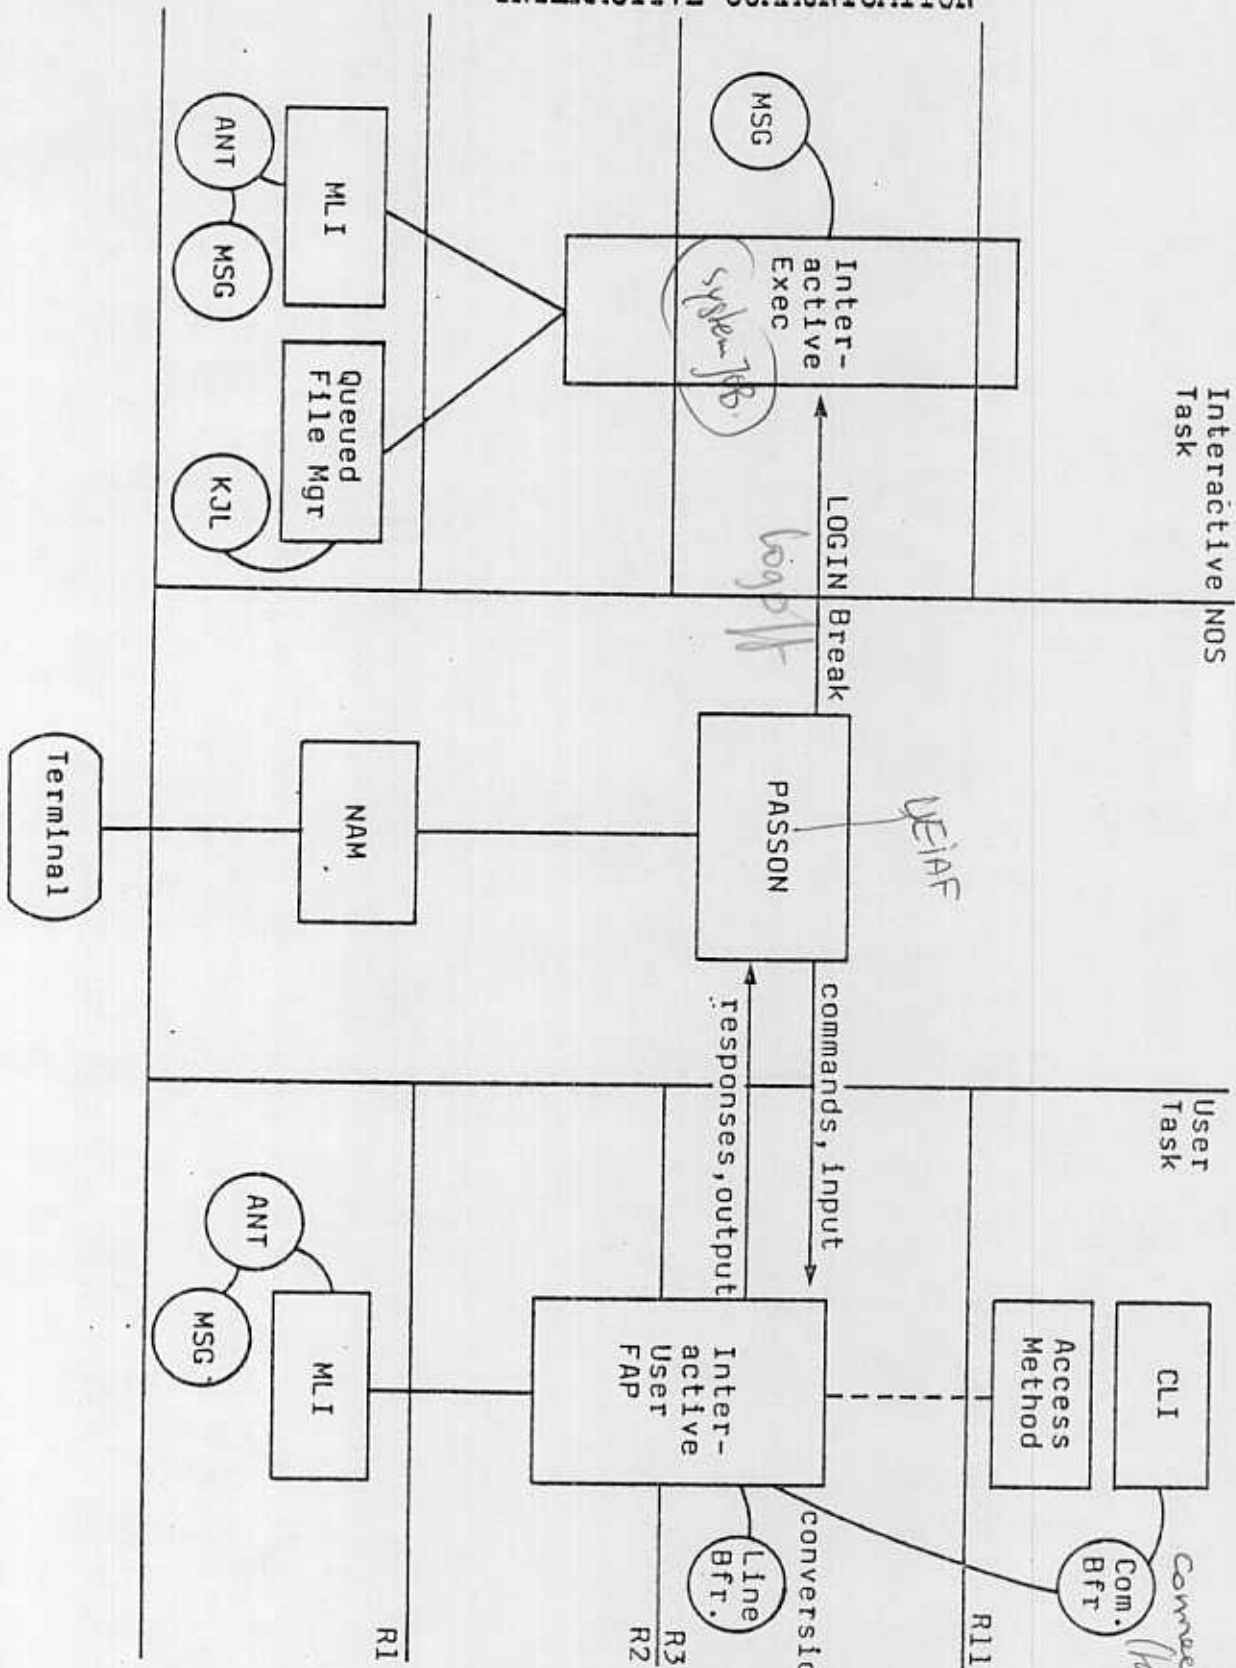 INTERACTIVE COMMUNICATION
Interactive
Task
NOS
User
Task
MSG
Inter-
active
Exec
system JOB.
LOGIN Break
Logoff
PASSON
commands, input
responses,output
Inter-
active
User
FAP
CLI
Access
Method
Com.
Bfr
Line
Bfr.
R11
R3
R2
R1
MLI
ANT
MSG
Queued
File Mgr
KJL
NAM
Terminal
MLI
ANT
MSG